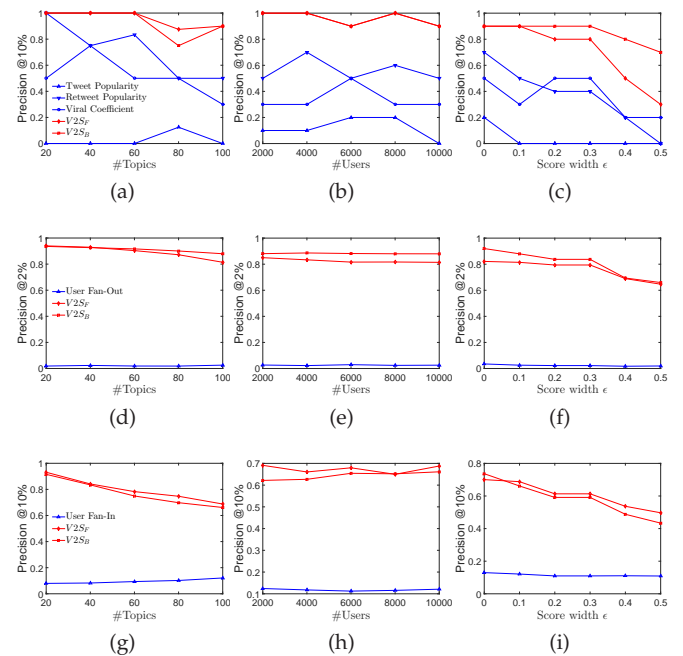 Precision @10%
1
0.8
0.6
0.4
0.2
0
Tweet Popularity
Retweet Popularity
Viral Coefficient
V2S_F
V2S_B
20 40 60 80 100
#Topics
(a)
Precision @10%
1
0.8
0.6
0.4
0.2
0
2000 4000 6000 8000 10000
#Users
(b)
Precision @10%
1
0.8
0.6
0.4
0.2
0
0 0.1 0.2 0.3 0.4 0.5
Score width ϵ
(c)
Precision @2%
1
0.8
0.6
0.4
0.2
0
User Fan-Out
V2S_F
V2S_B
20 40 60 80 100
#Topics
(d)
Precision @2%
1
0.8
0.6
0.4
0.2
0
2000 4000 6000 8000 10000
#Users
(e)
Precision @2%
1
0.8
0.6
0.4
0.2
0
0 0.1 0.2 0.3 0.4 0.5
Score width ϵ
(f)
Precision @10%
1
0.8
0.6
0.4
0.2
0
User Fan-In
V2S_F
V2S_B
20 40 60 80 100
#Topics
(g)
Precision @10%
0.7
0.6
0.5
0.4
0.3
0.2
0.1
2000 4000 6000 8000 10000
#Users
(h)
Precision @10%
0.8
0.6
0.4
0.2
0
0 0.1 0.2 0.3 0.4 0.5
Score width ϵ
(i)